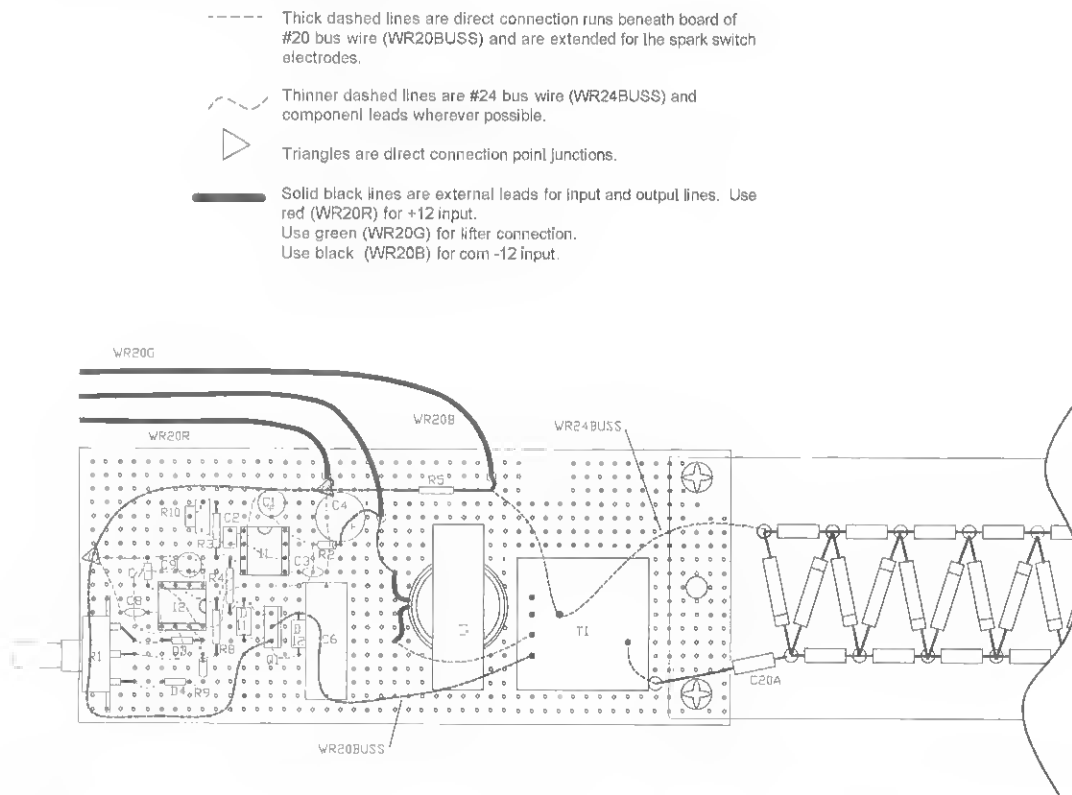 Thick dashed lines are direct connection runs beneath board of
#20 bus wire (WR20BUSS) and are extended for the spark switch
electrodes.
Thinner dashed lines are #24 bus wire (WR24BUSS) and
component leads wherever possible.
Triangles are direct connection point junctions.
Solid black lines are external leads for input and output lines. Use
red (WR20R) for +12 input.
Use green (WR20G) for lifter connection.
Use black (WR20B) for com -12 input.
WR20G
WR20B
WR24BUSS
WR20R
R5
C1
C4
R10
C2
R3
I1
R2
C3
C9
C7
R4
I2
C8
D3
R8
Q1
C6
T1
R1
D4
R9
C20A
WR20BUSS